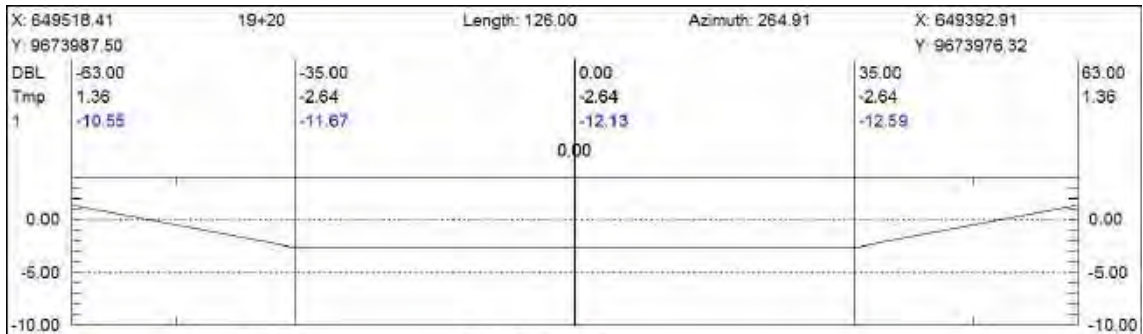 X: 649518.41 19+20 Length: 126.00 Azimuth: 264.91 X: 649392.91
Y: 9673987.50 Y: 9673976.32
DBL -63.00 -35.00 0.00 35.00 63.00
Tmp 1.36 -2.64 -2.64 -2.64 1.36
1 -10.55 -11.67 -12.13 -12.59
0.00
0.00 0.00
-5.00 -5.00
-10.00 -10.00